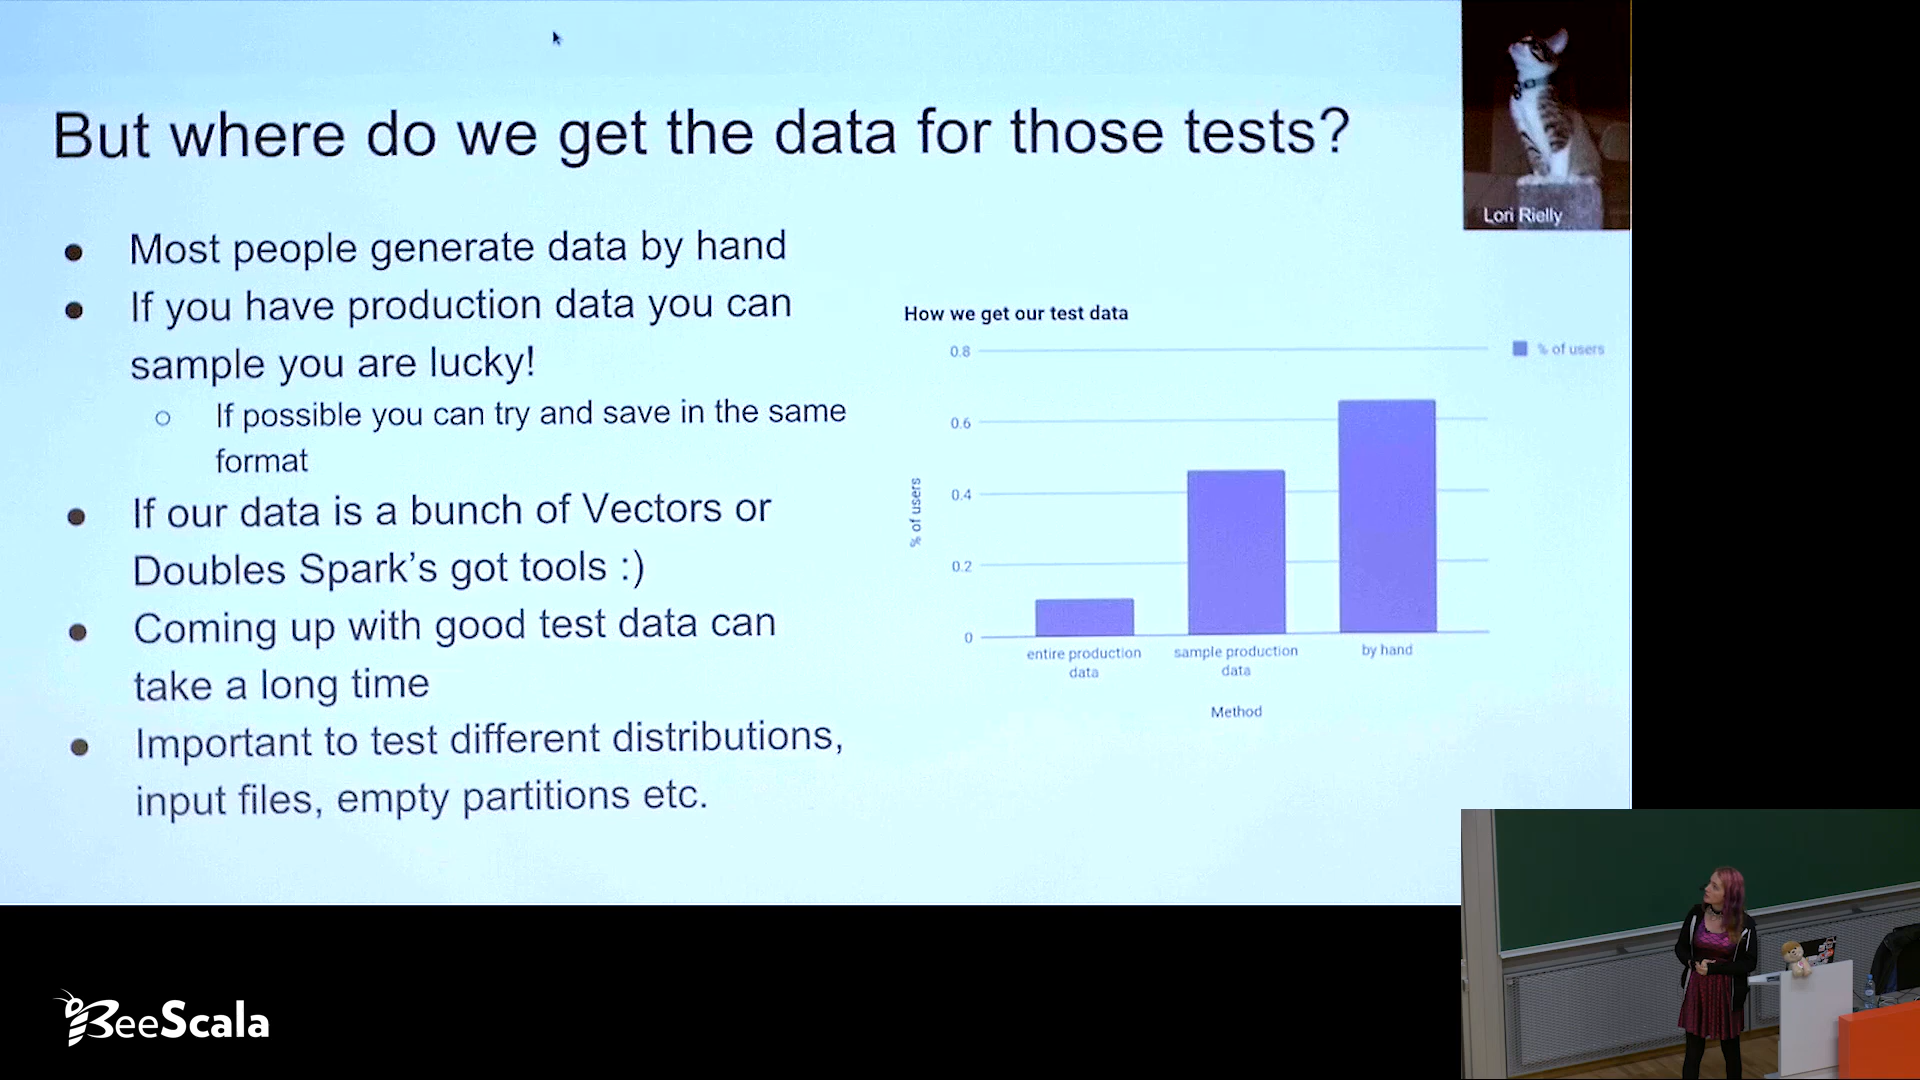 But where do we get the data for those tests?
Lori Rielly
● Most people generate data by hand
● If you have production data you can
sample you are lucky!
○ If possible you can try and save in the same
format
● If our data is a bunch of Vectors or
Doubles Spark's got tools :)
● Coming up with good test data can
take a long time
● Important to test different distributions,
input files, empty partitions etc.
How we get our test data
% of users
% of users
0.8
0.6
0.4
0.2
0
entire production
data
sample production
data
by hand
Method
BeeScala